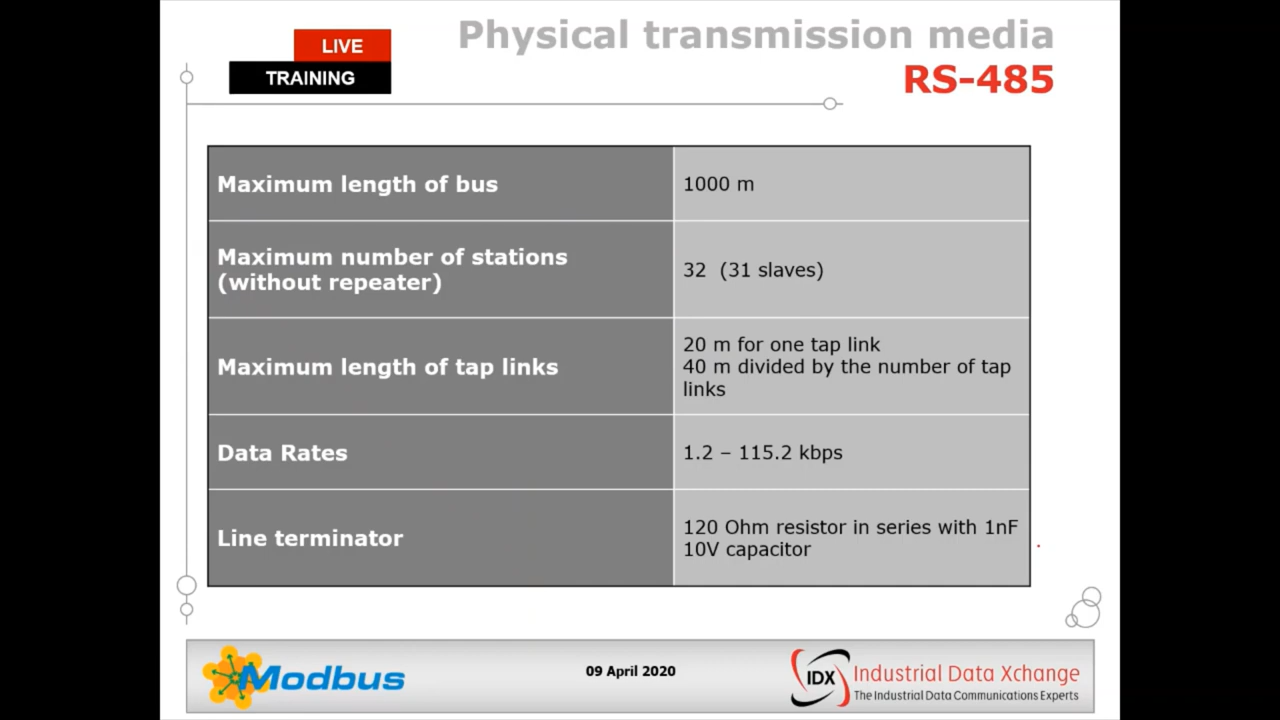 LIVE
TRAINING
Physical transmission media
RS-485
Maximum length of bus
1000 m
Maximum number of stations
(without repeater)
32 (31 slaves)
Maximum length of tap links
20 m for one tap link
40 m divided by the number of tap
links
Data Rates
1.2 – 115.2 kbps
Line terminator
120 Ohm resistor in series with 1nF
10V capacitor
Modbus
09 April 2020
IDX
Industrial Data Xchange
The Industrial Data Communications Experts